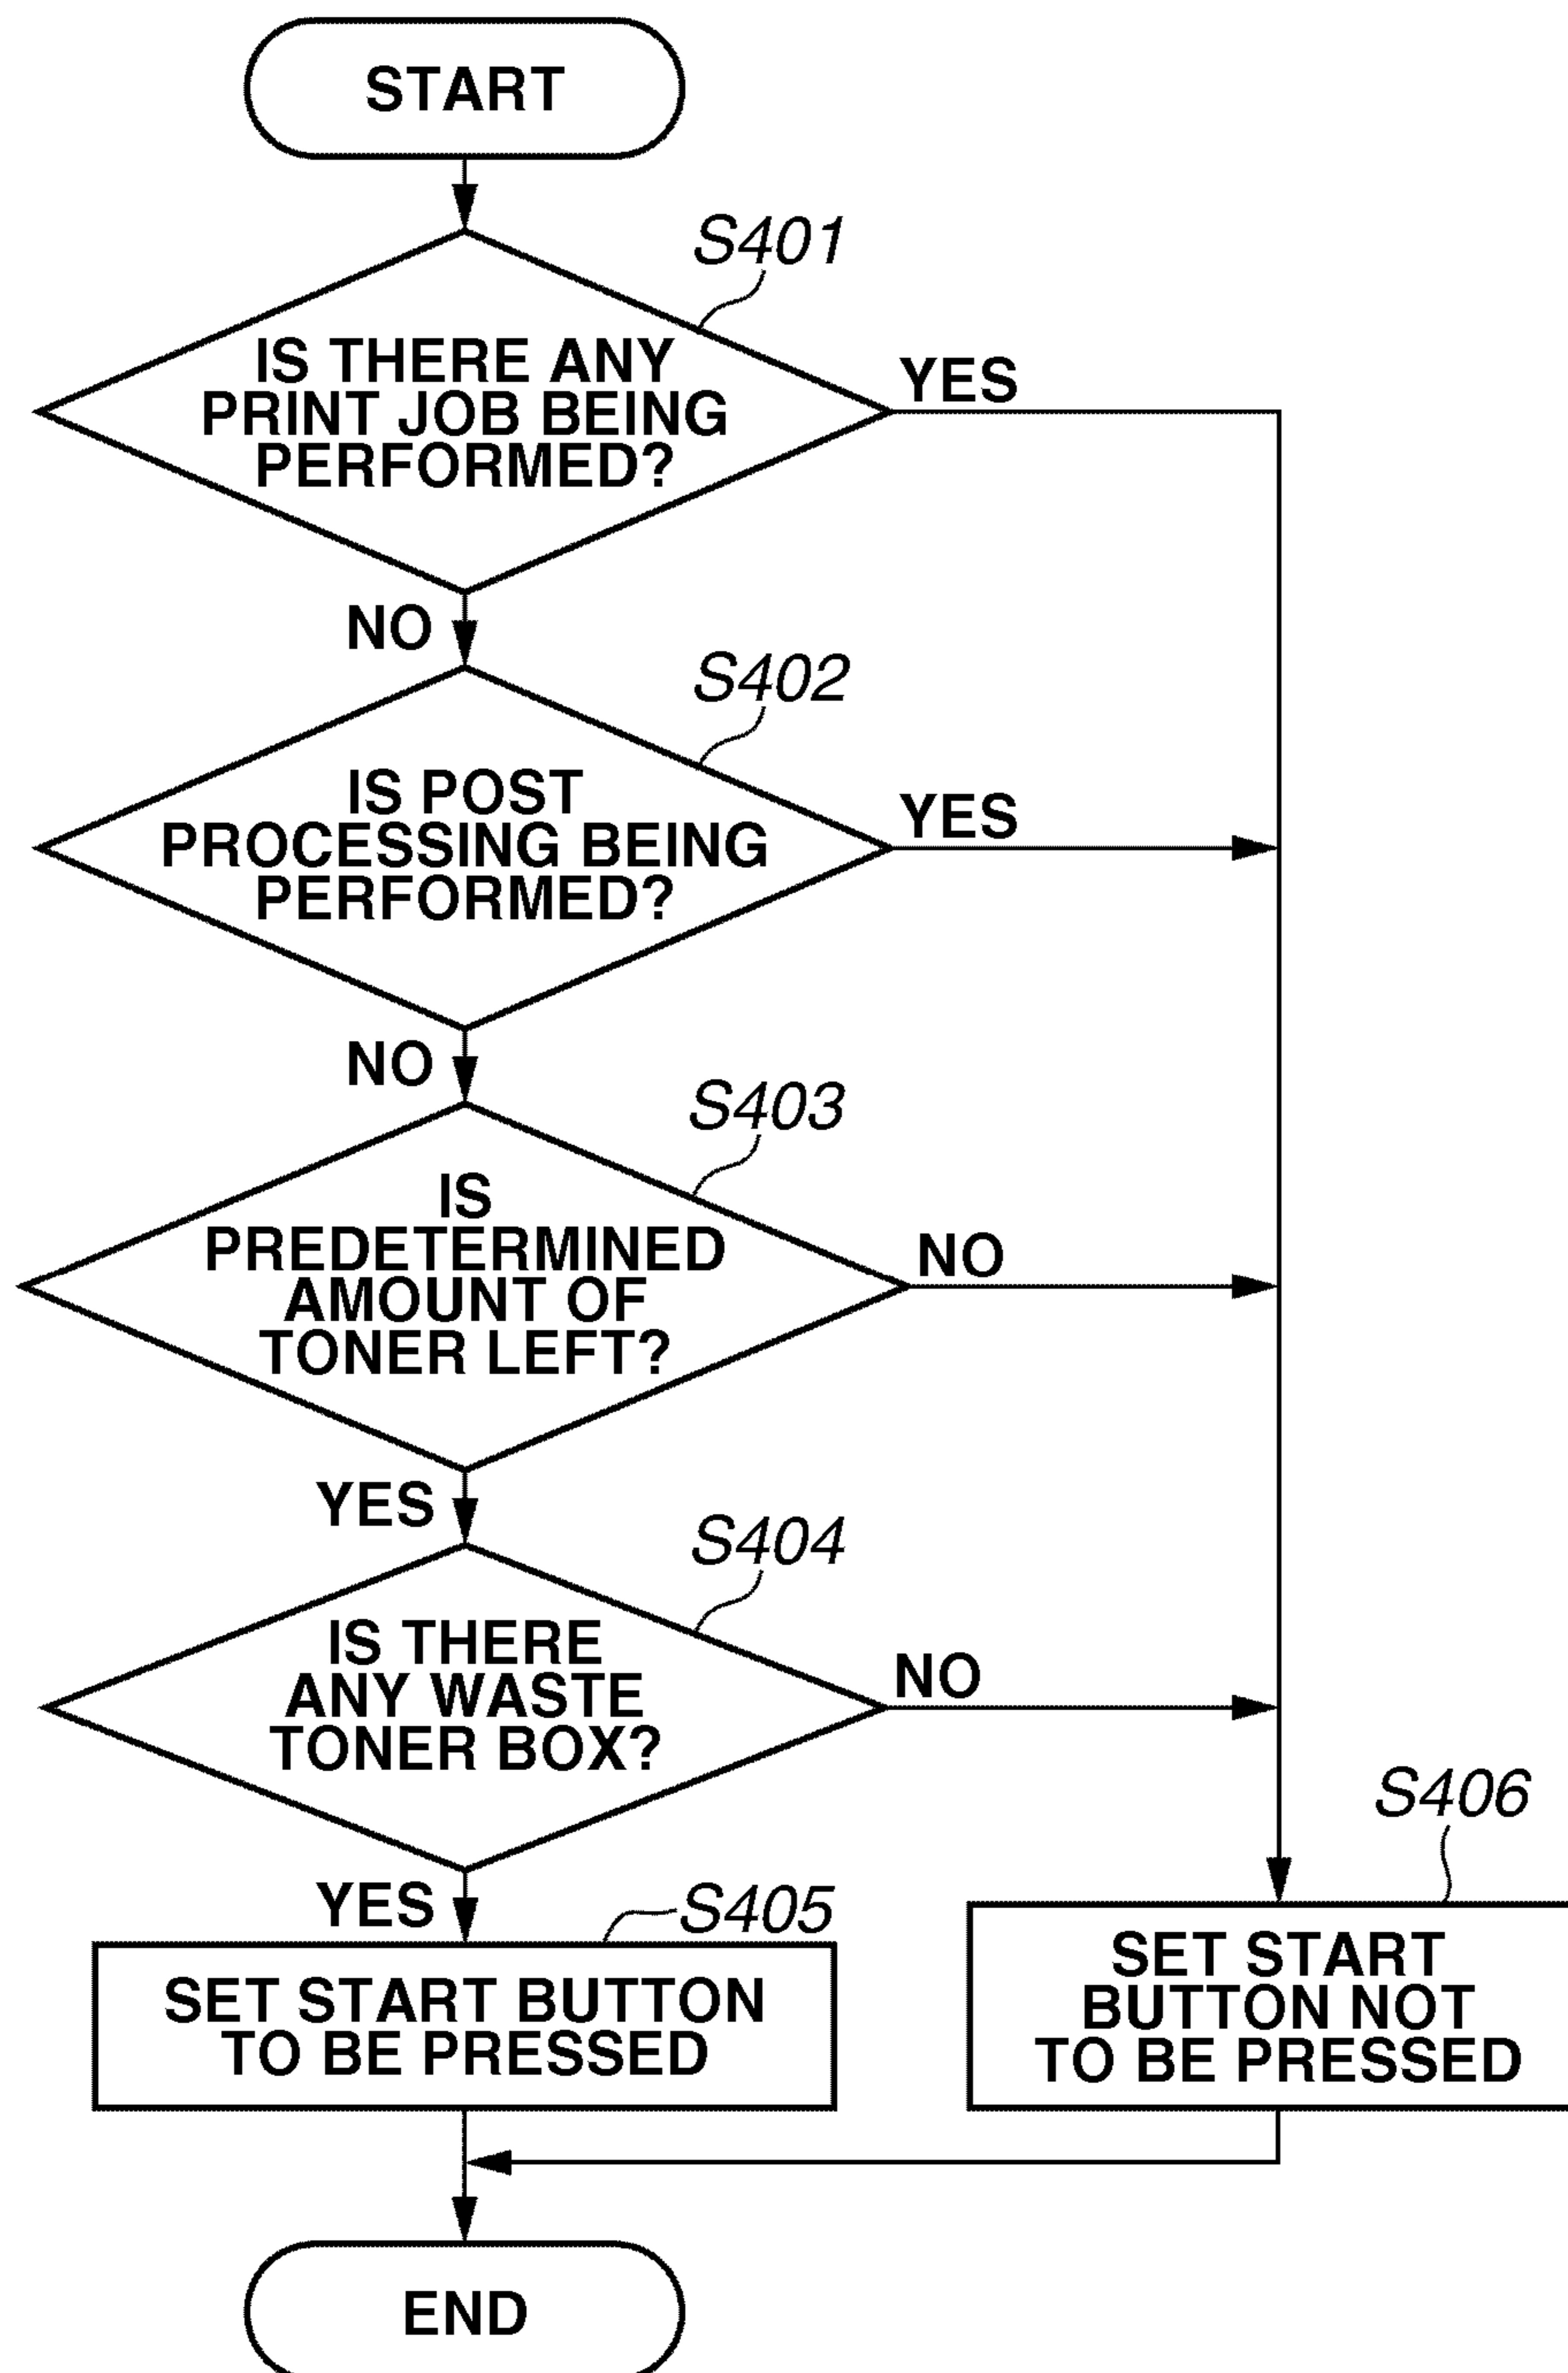 START
S401
IS THERE ANY
PRINT JOB BEING
PERFORMED?
YES
NO
S402
IS POST
PROCESSING BEING
PERFORMED?
YES
NO
S403
IS
PREDETERMINED
AMOUNT OF
TONER LEFT?
NO
YES
S404
IS THERE
ANY WASTE
TONER BOX?
NO
YES
S405
SET START BUTTON
TO BE PRESSED
S406
SET START
BUTTON NOT
TO BE PRESSED
END